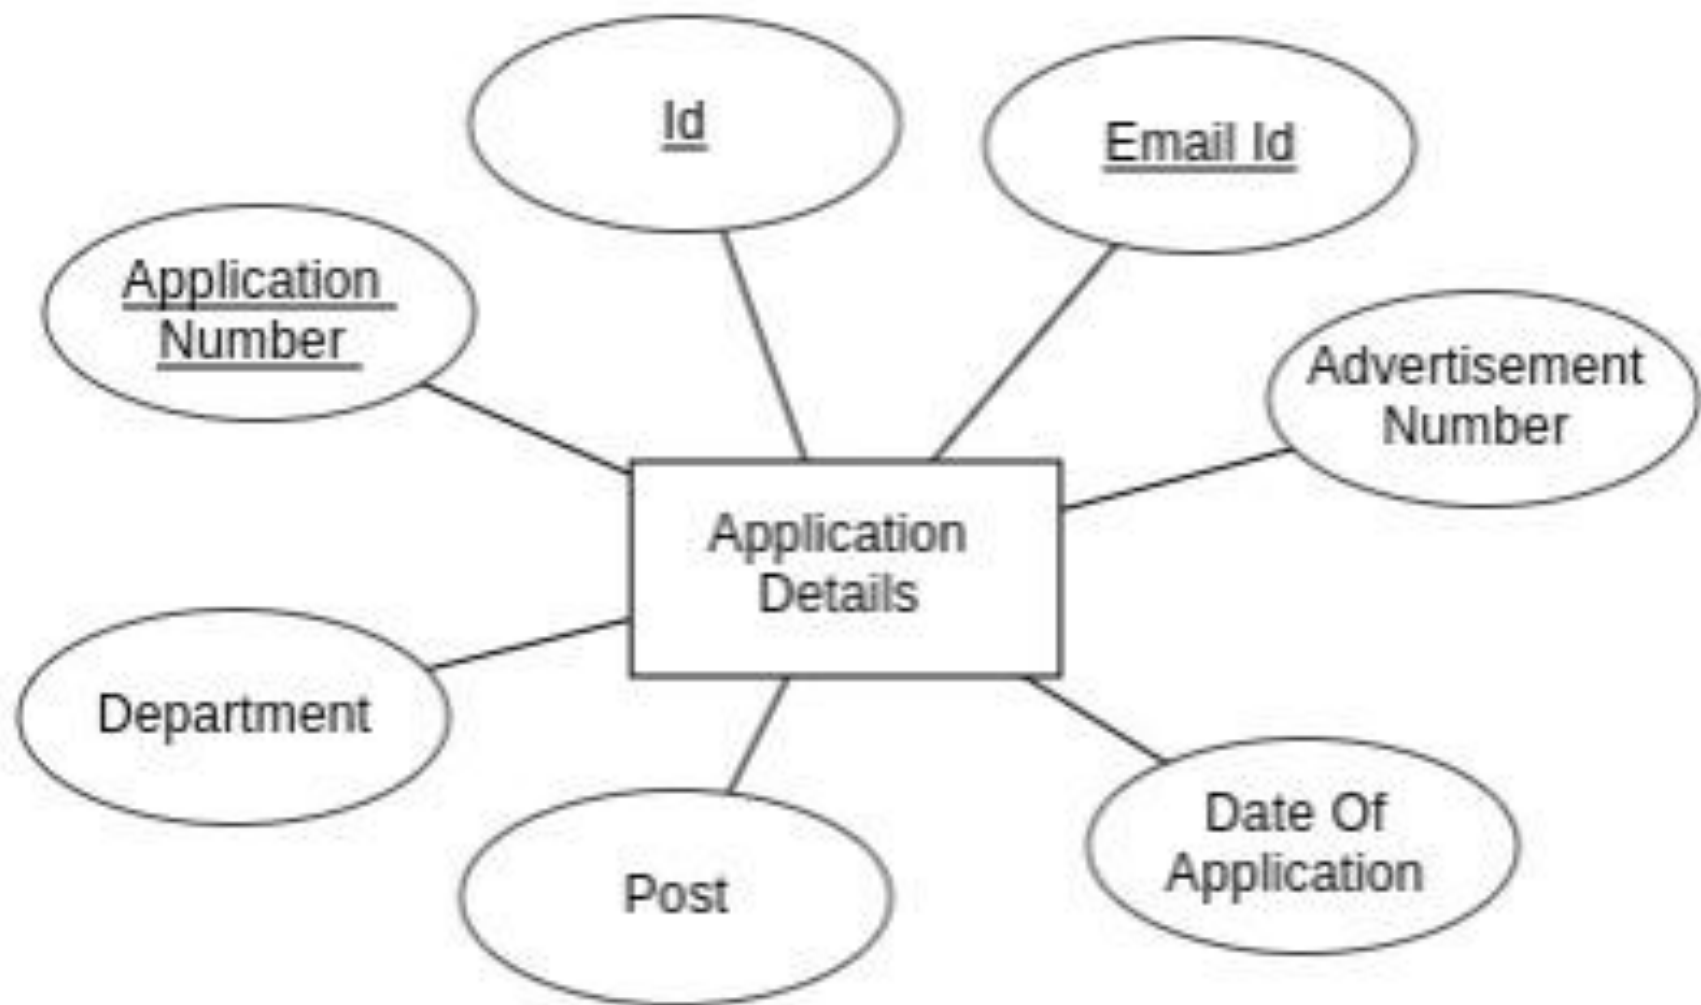 Id
Email Id
Application
Number
Advertisement
Number
Application
Details
Department
Post
Date Of
Application